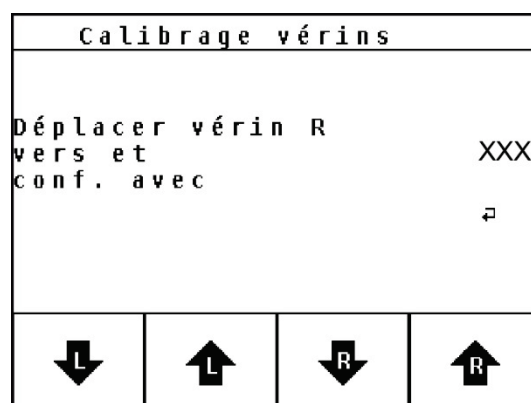 Calibrage vérins
Déplacer vérin R
vers et XXX
conf. avec
↵
L L R R